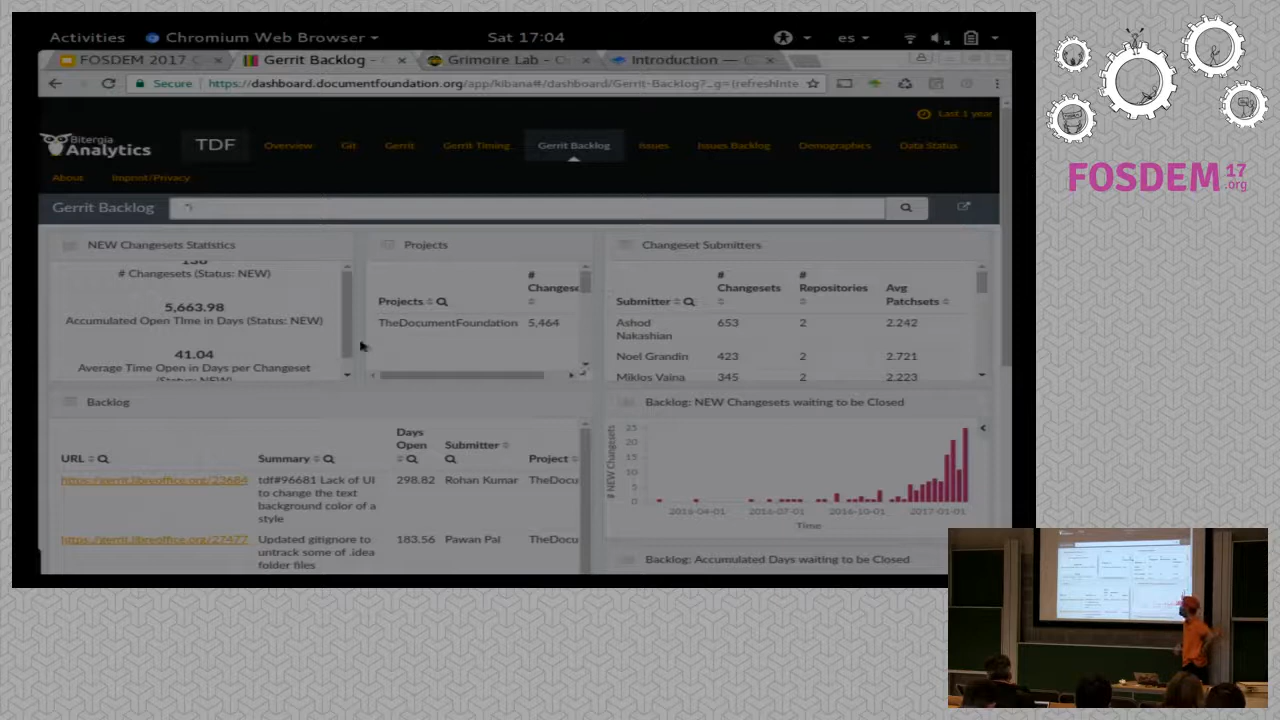 Activities Chromium Web Browser Sat 17:04 es
FOSDEM 2017 C Gerrit Backlog - Grimoire Lab - O Introduction — C
Secure https://dashboard.documentfoundation.org/app/kibana#/dashboard/Gerrit-Backlog?_g=(refreshInte
Last 1 year
Bitergia
Analytics
TDF Overview Git Gerrit Gerrit Timing Gerrit Backlog Issues Issues Backlog Demographics Data Status
About Imprint/Privacy
Gerrit Backlog *
NEW Changesets Statistics
# Changesets (Status: NEW)
5,663.98
Accumulated Open Time in Days (Status: NEW)
41.04
Average Time Open in Days per Changeset
(Status: NEW)
Projects
#
Projects Changese
TheDocumentFoundation 5,464
Changeset Submitters
Submitter # Changesets # Repositories Avg Patchsets
Ashod Nakashian 653 2 2.242
Noel Grandin 423 2 2.721
Miklos Vajna 345 2 2.223
Backlog
URL Summary Days Open Submitter Project
https://gerrit.libreoffice.org/23684 tdf#96681 Lack of UI to change the text background color of a style 298.82 Rohan Kumar TheDocu
https://gerrit.libreoffice.org/27477 Updated gitignore to untrack some of .idea folder files 183.56 Pawan Pal TheDocu
Backlog: NEW Changesets waiting to be Closed
# NEW Changesets
25
20
15
10
5
0
2016-04-01 2016-07-01 2016-10-01 2017-01-01
Time
Backlog: Accumulated Days waiting to be Closed
FOSDEM 17
.org